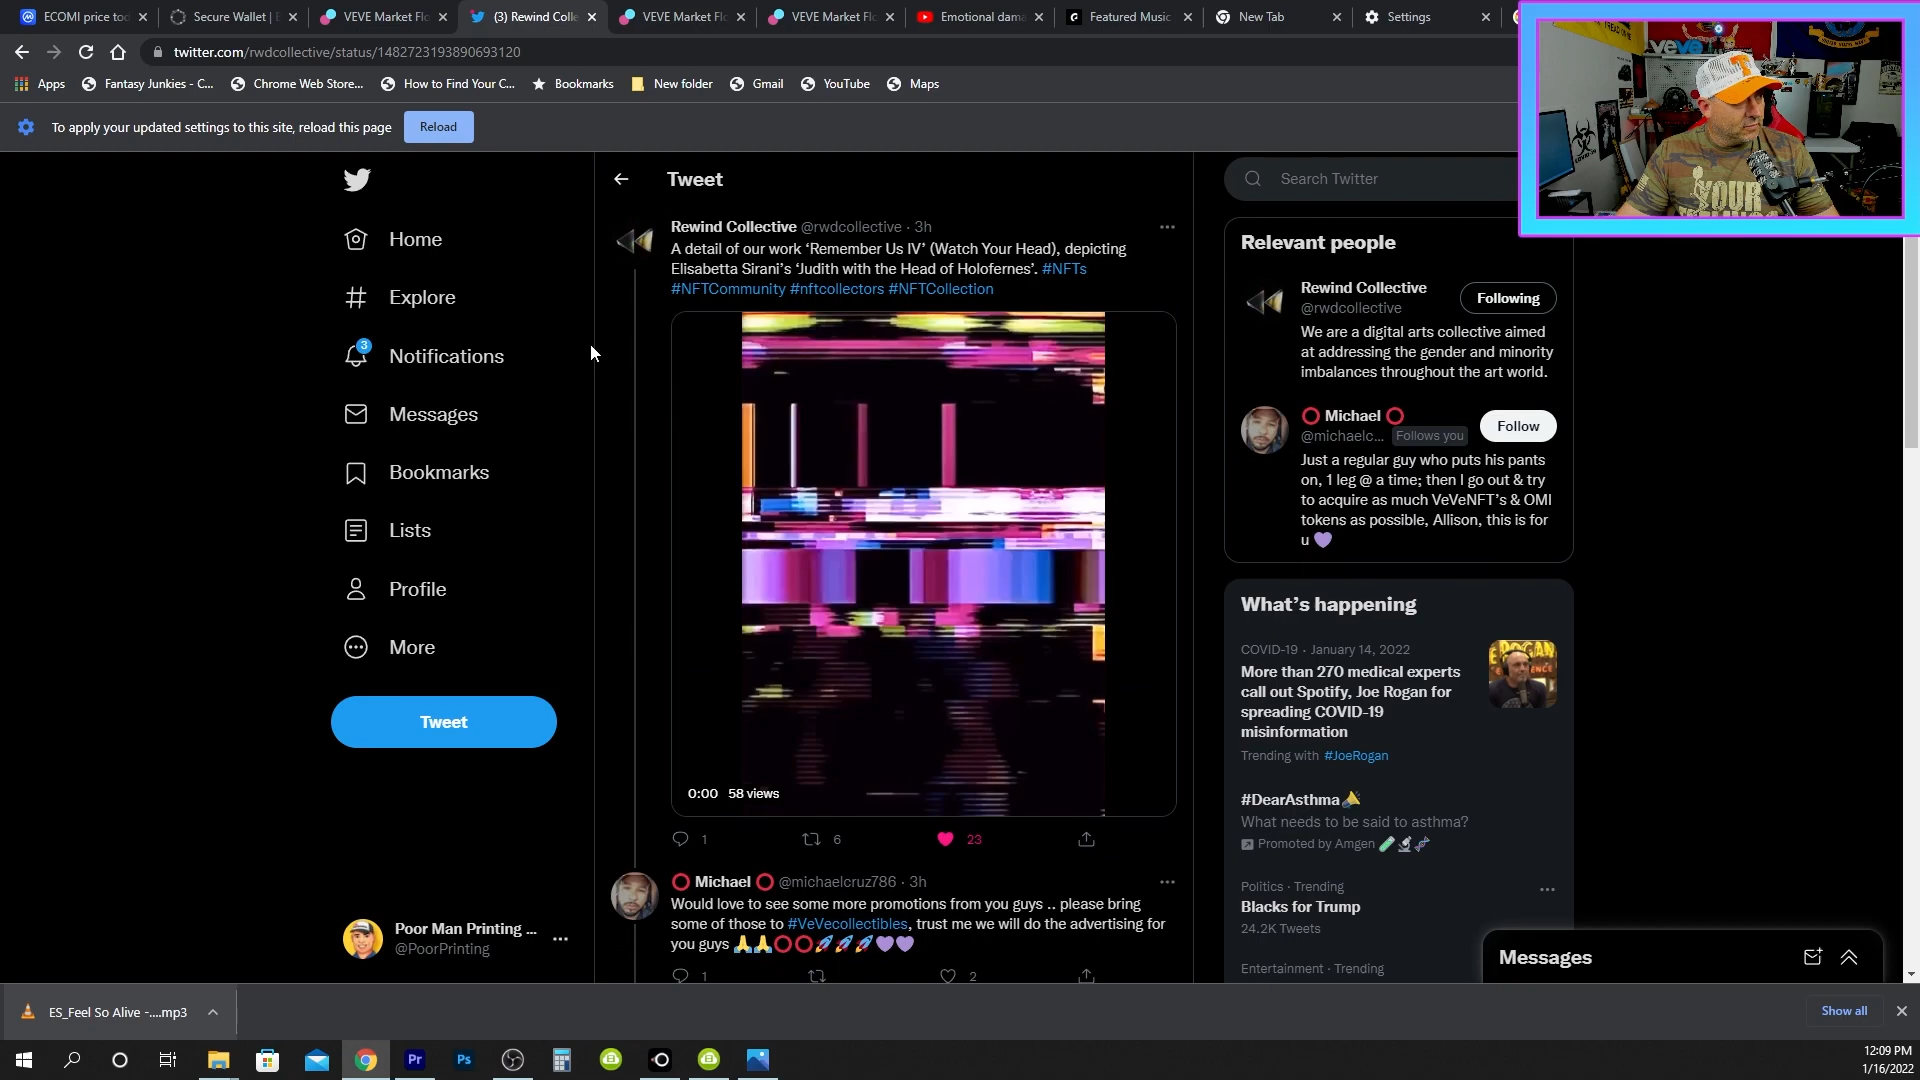 ECOMI price tod
Secure Wallet | E
VEVE Market Flo
(3) Rewind Colle
VEVE Market Flo
VEVE Market Flo
Emotional dama
Featured Music
New Tab
Settings
twitter.com/rwdcollective/status/1482723193890693120
Apps
Fantasy Junkies - C...
Chrome Web Store...
How to Find Your C...
Bookmarks
New folder
Gmail
YouTube
Maps
To apply your updated settings to this site, reload this page
Reload
veve
YOUR
Home
Explore
3
Notifications
Messages
Bookmarks
Lists
Profile
More
Tweet
Poor Man Printing ...
@PoorPrinting
Tweet
Rewind Collective @rwdcollective · 3h
A detail of our work ‘Remember Us IV’ (Watch Your Head), depicting
Elisabetta Sirani’s ‘Judith with the Head of Holofernes’. #NFTs
#NFTCommunity #nftcollectors #NFTCollection
0:00 58 views
1
6
23
⭕ Michael ⭕ @michaelcruz786 · 3h
Would love to see some more promotions from you guys .. please bring
some of those to #VeVecollectibles, trust me we will do the advertising for
you guys 🙏🙏⭕⭕🚀🚀🚀💜💜
1
2
Search Twitter
Relevant people
Rewind Collective
@rwdcollective
Following
We are a digital arts collective aimed
at addressing the gender and minority
imbalances throughout the art world.
⭕ Michael ⭕
@michaelc... Follows you
Follow
Just a regular guy who puts his pants
on, 1 leg @ a time; then I go out & try
to acquire as much VeVeNFT’s & OMI
tokens as possible, Allison, this is for
u 💜
What’s happening
COVID-19 · January 14, 2022
More than 270 medical experts
call out Spotify, Joe Rogan for
spreading COVID-19
misinformation
Trending with #JoeRogan
#DearAsthma
What needs to be said to asthma?
Promoted by Amgen
Politics · Trending
Blacks for Trump
24.2K Tweets
Entertainment · Trending
Messages
ES_Feel So Alive -....mp3
Show all
Pr
Ps
12:09 PM
1/16/2022